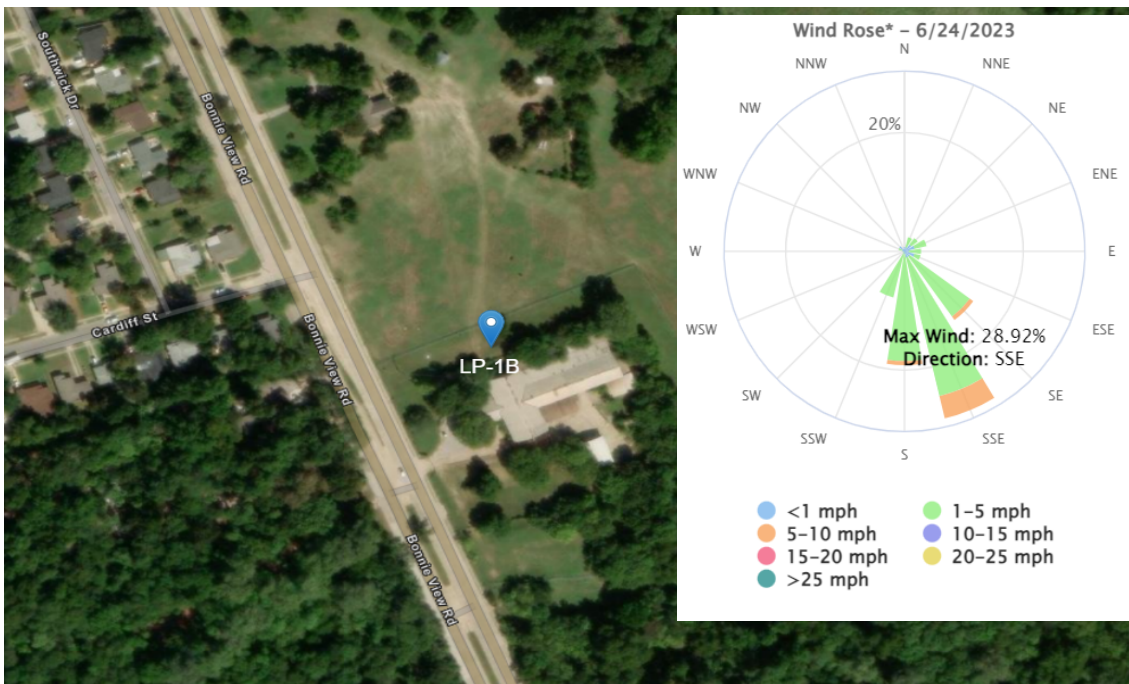 Southwick Dr
Bonnie View Rd
Cardiff St
Bonnie View Rd
Bonnie View Rd
LP-1B
Wind Rose* – 6/24/2023
N
NNW
NNE
NW
NE
20%
WNW
ENE
W
E
WSW
ESE
Max Wind: 28.92%
Direction: SSE
SW
SE
SSW
SSE
S
<1 mph
1–5 mph
5–10 mph
10–15 mph
15–20 mph
20–25 mph
>25 mph